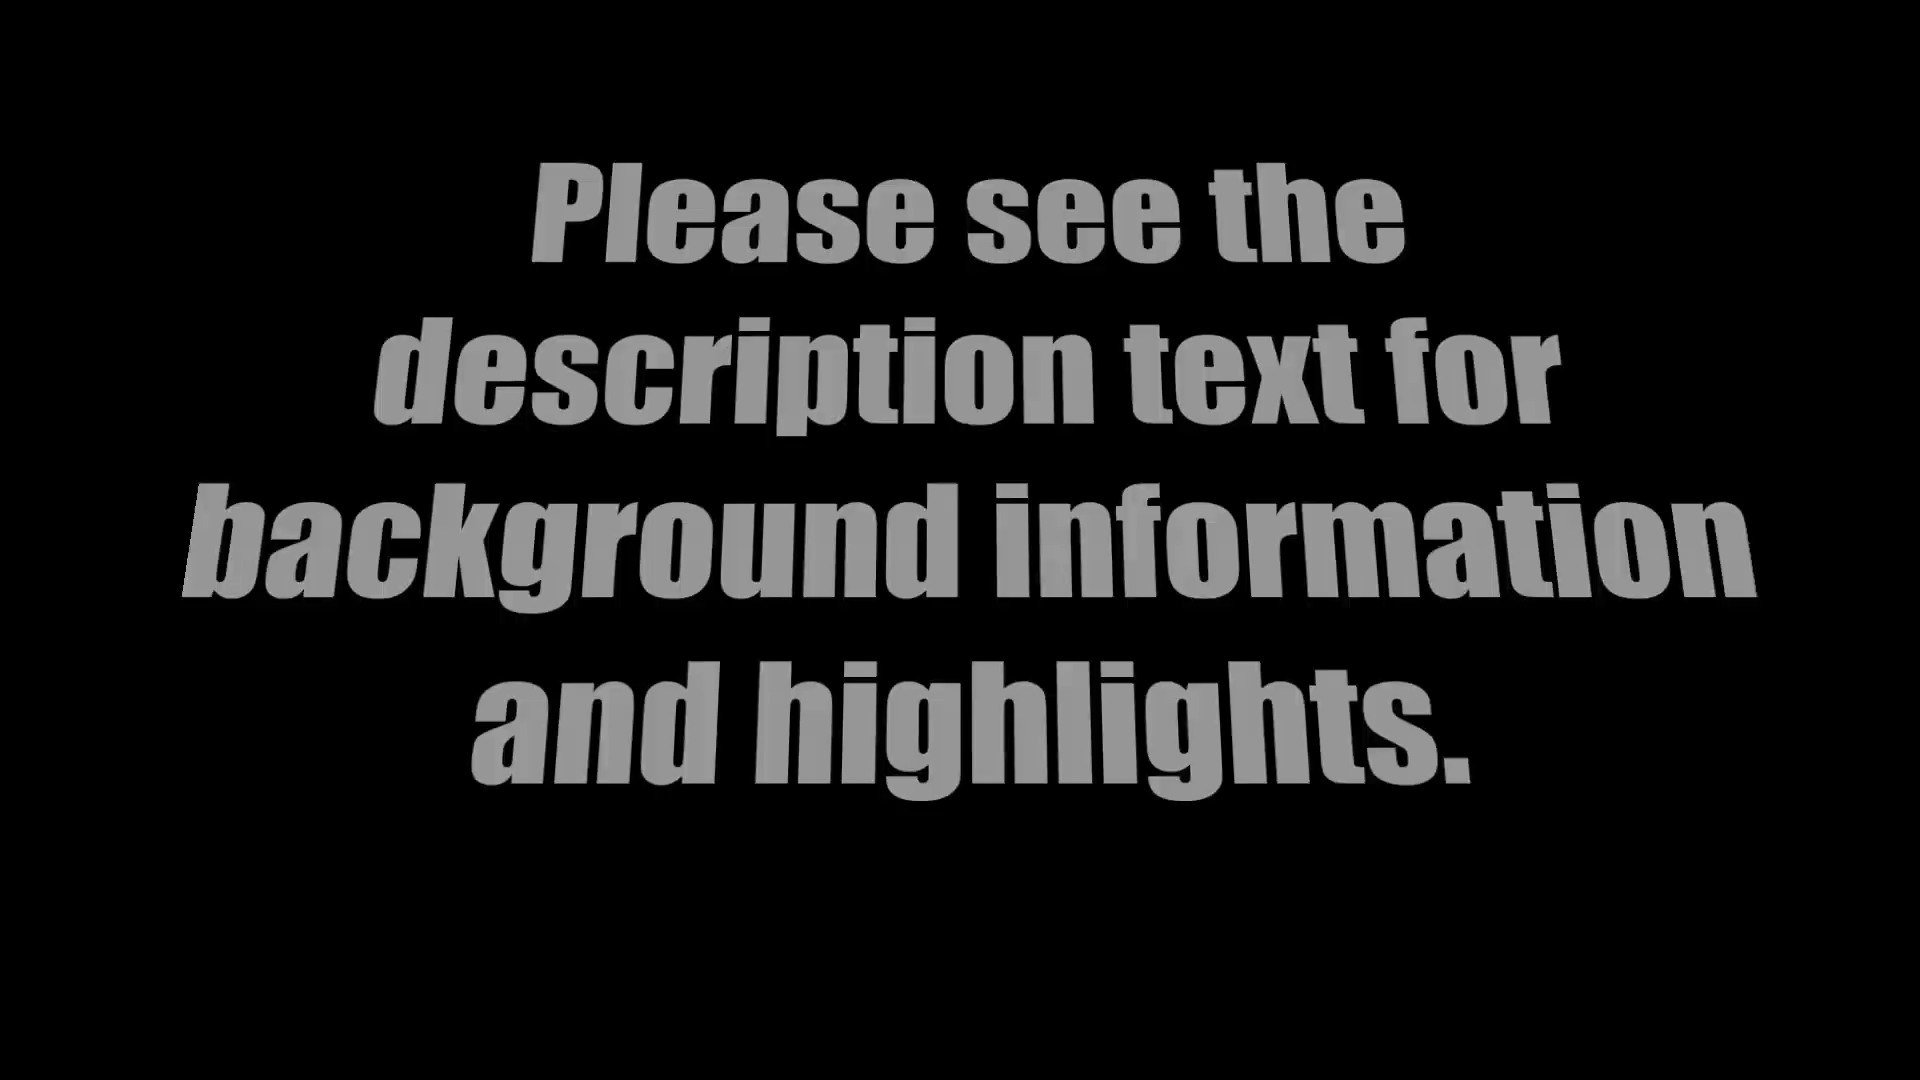 Please see the
description text for
background information
and highlights.